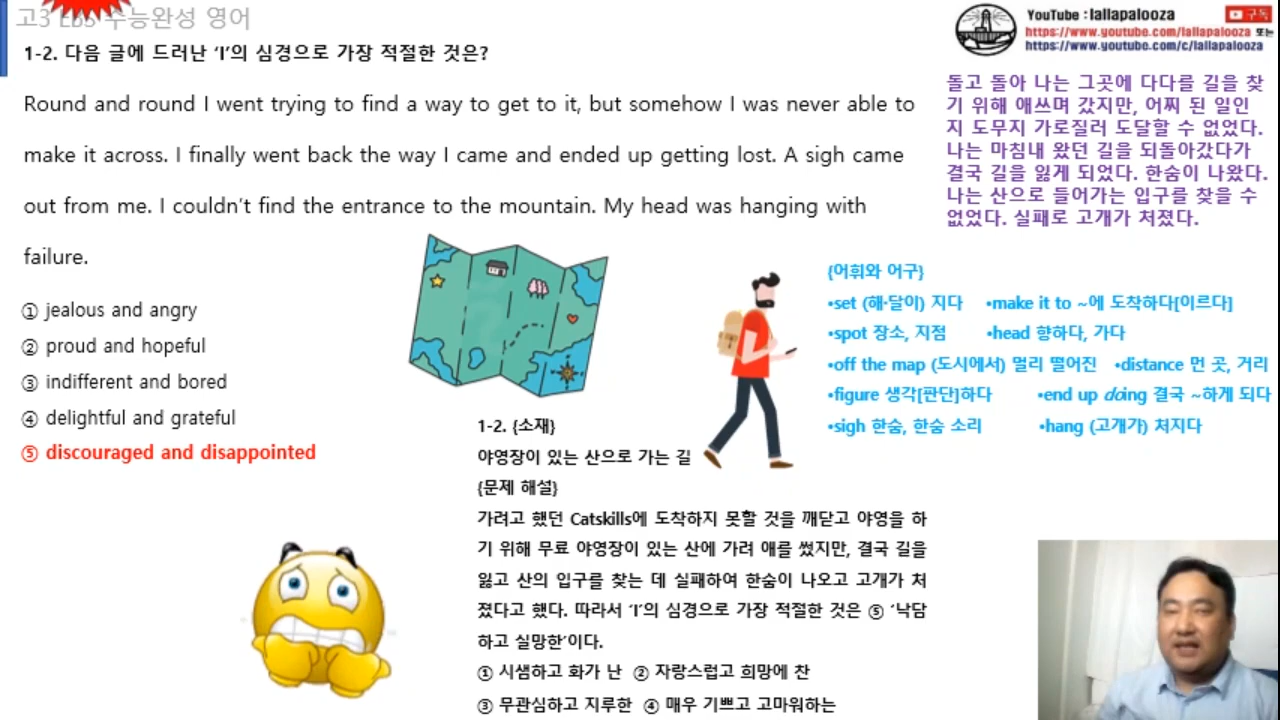 고3 EBS 수능완성 영어
YouTube : lallapalooza
구독
https://www.youtube.com/lallapalooza 또는
https://www.youtube.com/c/lallapalooza
1-2. 다음 글에 드러난 ‘I’의 심경으로 가장 적절한 것은?
Round and round I went trying to find a way to get to it, but somehow I was never able to
make it across. I finally went back the way I came and ended up getting lost. A sigh came
out from me. I couldn't find the entrance to the mountain. My head was hanging with
failure.
① jealous and angry
② proud and hopeful
③ indifferent and bored
④ delightful and grateful
⑤ discouraged and disappointed
돌고 돌아 나는 그곳에 다다를 길을 찾
기 위해 애쓰며 갔지만, 어찌 된 일인
지 도무지 가로질러 도달할 수 없었다.
나는 마침내 왔던 길을 되돌아갔다가
결국 길을 잃게 되었다. 한숨이 나왔다.
나는 산으로 들어가는 입구를 찾을 수
없었다. 실패로 고개가 처졌다.
{어휘와 어구}
•set (해·달이) 지다 •make it to ~에 도착하다[이르다]
•spot 장소, 지점 •head 향하다, 가다
•off the map (도시에서) 멀리 떨어진 •distance 먼 곳, 거리
•figure 생각[판단]하다 •end up doing 결국 ~하게 되다
•sigh 한숨, 한숨 소리 •hang (고개가) 처지다
1-2. {소재}
야영장이 있는 산으로 가는 길
{문제 해설}
가려고 했던 Catskills에 도착하지 못할 것을 깨닫고 야영을 하
기 위해 무료 야영장이 있는 산에 가려 애를 썼지만, 결국 길을
잃고 산의 입구를 찾는 데 실패하여 한숨이 나오고 고개가 처
졌다고 했다. 따라서 ‘I’의 심경으로 가장 적절한 것은 ⑤ ‘낙담
하고 실망한’이다.
① 시샘하고 화가 난 ② 자랑스럽고 희망에 찬
③ 무관심하고 지루한 ④ 매우 기쁘고 고마워하는